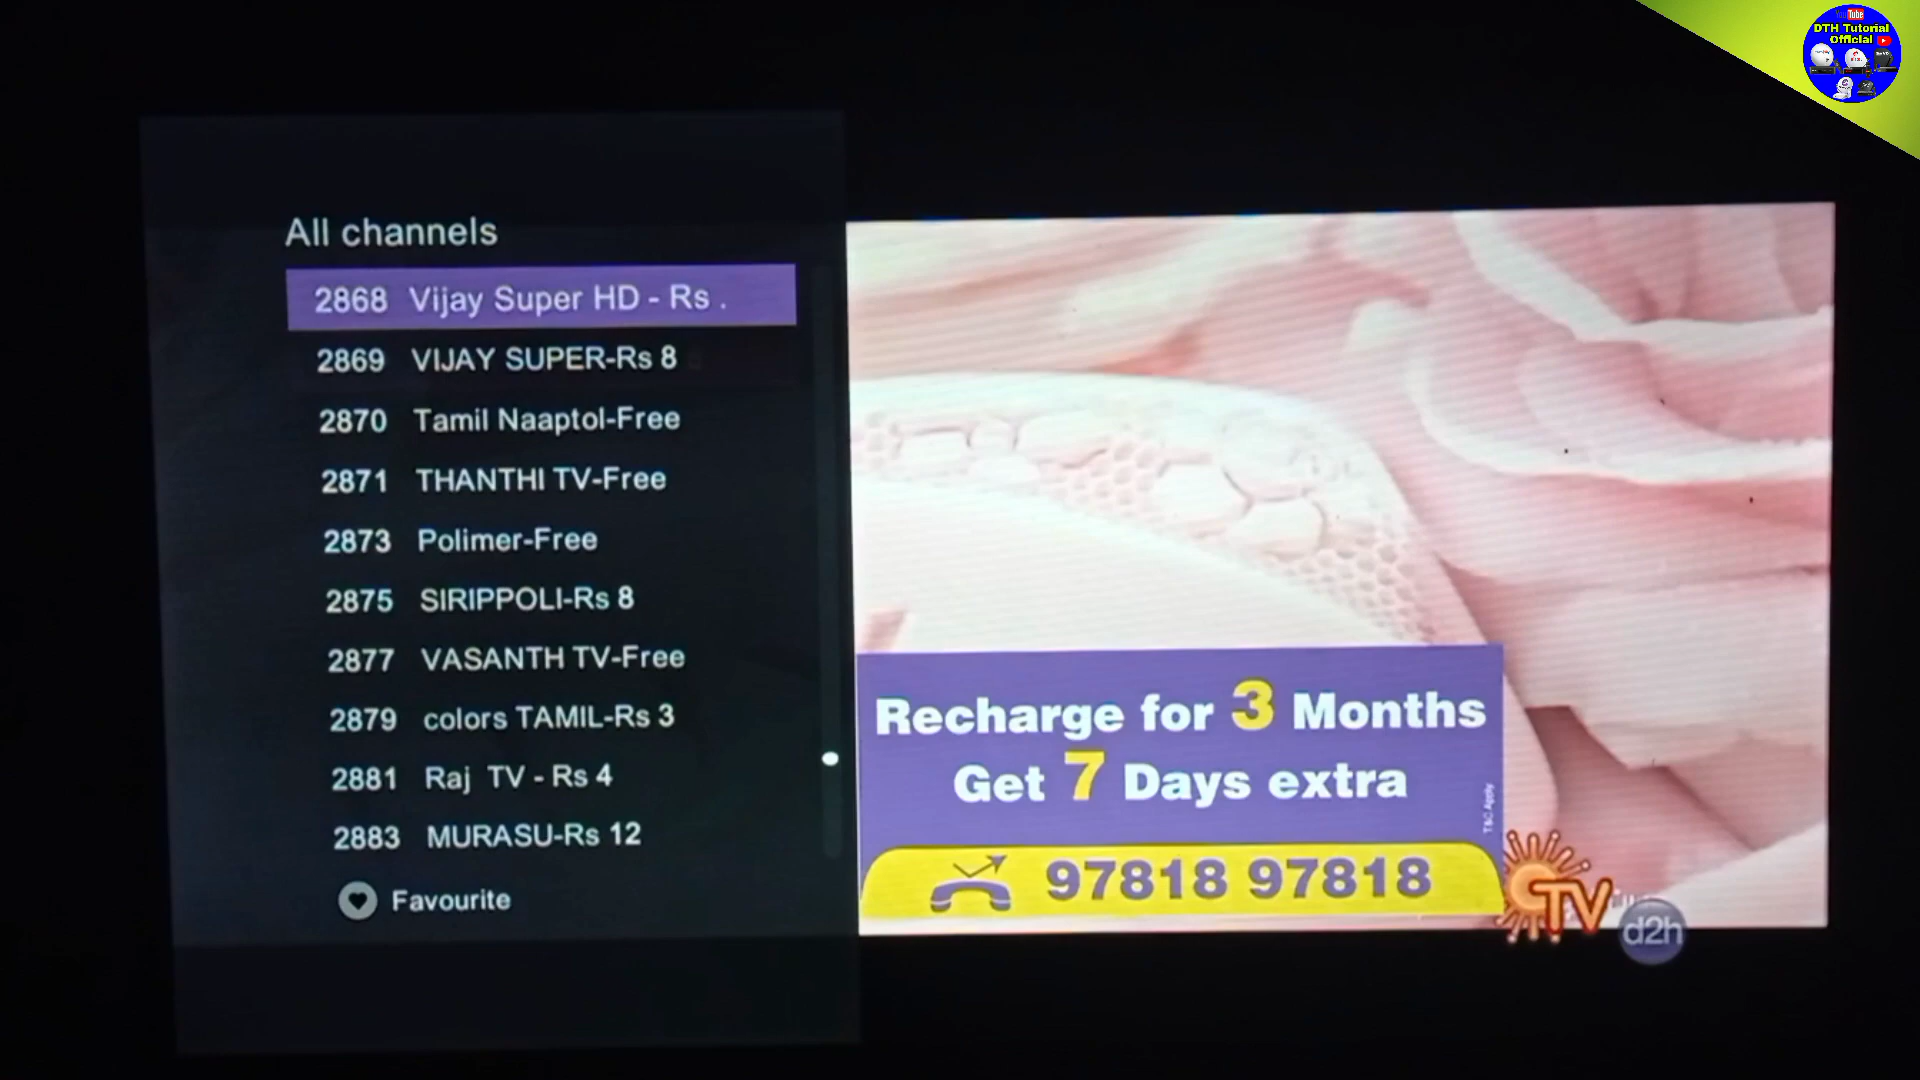 You Tube
DTH Tutorial
Official
All channels
2868 Vijay Super HD - Rs .
2869 VIJAY SUPER-Rs 8
2870 Tamil Naaptol-Free
2871 THANTHI TV-Free
2873 Polimer-Free
2875 SIRIPPOLI-Rs 8
2877 VASANTH TV-Free
2879 colors TAMIL-Rs 3
2881 Raj TV - Rs 4
2883 MURASU-Rs 12
Favourite
Recharge for 3 Months
Get 7 Days extra
T&C Apply
97818 97818
TV
d2h